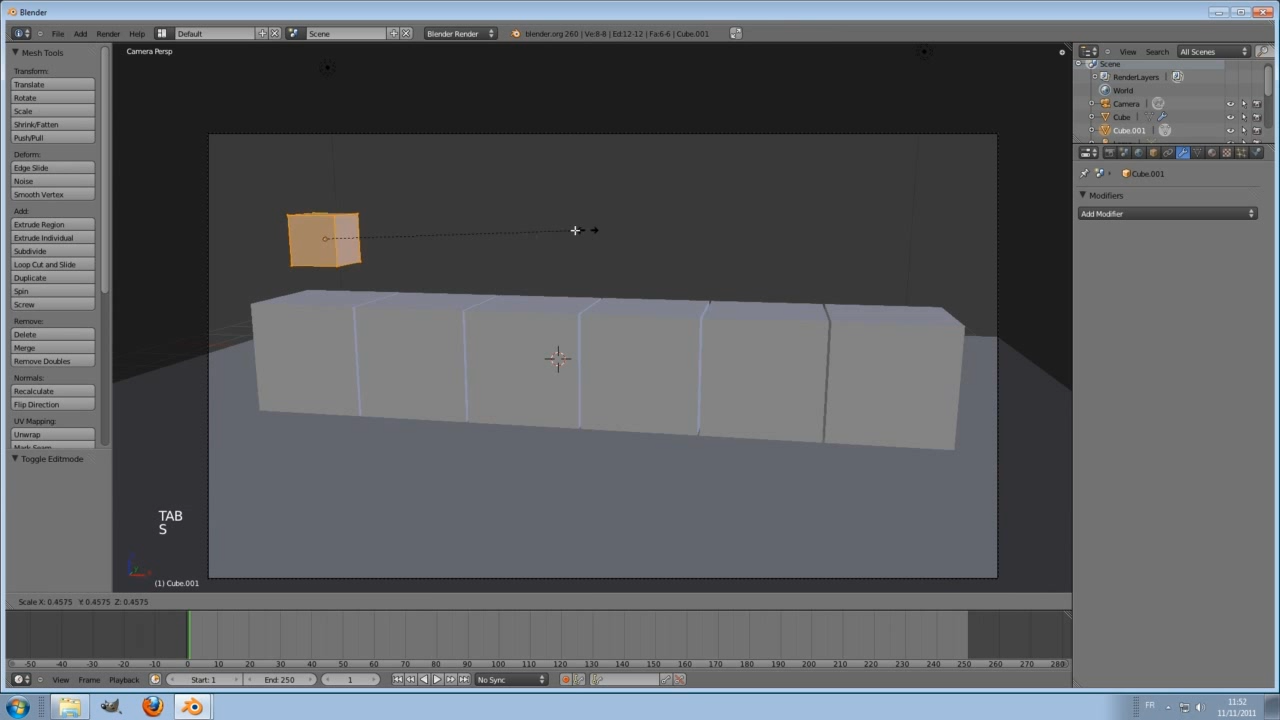 Blender
File Add Render Help Default Scene Blender Render blender.org 260 | Ve:8-8 | Ed:12-12 | Fa:6-6 | Cube.001
Mesh Tools
Transform:
Translate
Rotate
Scale
Shrink/Fatten
Push/Pull
Deform:
Edge Slide
Noise
Smooth Vertex
Add:
Extrude Region
Extrude Individual
Subdivide
Loop Cut and Slide
Duplicate
Spin
Screw
Remove:
Delete
Merge
Remove Doubles
Normals:
Recalculate
Flip Direction
UV Mapping:
Unwrap
Mark Seam
Toggle Editmode
Camera Persp
TAB
S
(1) Cube.001
View Search All Scenes
Scene
RenderLayers
World
Camera
Cube
Cube.001
Cube.001
Modifiers
Add Modifier
Scale X: 0.4575 Y: 0.4575 Z: 0.4575
-50 -40 -30 -20 -10 0 10 20 30 40 50 60 70 80 90 100 110 120 130 140 150 160 170 180 190 200 210 220 230 240 250 260 270 280
View Frame Playback Start: 1 End: 250 1 No Sync
FR 11:52
11/11/2011